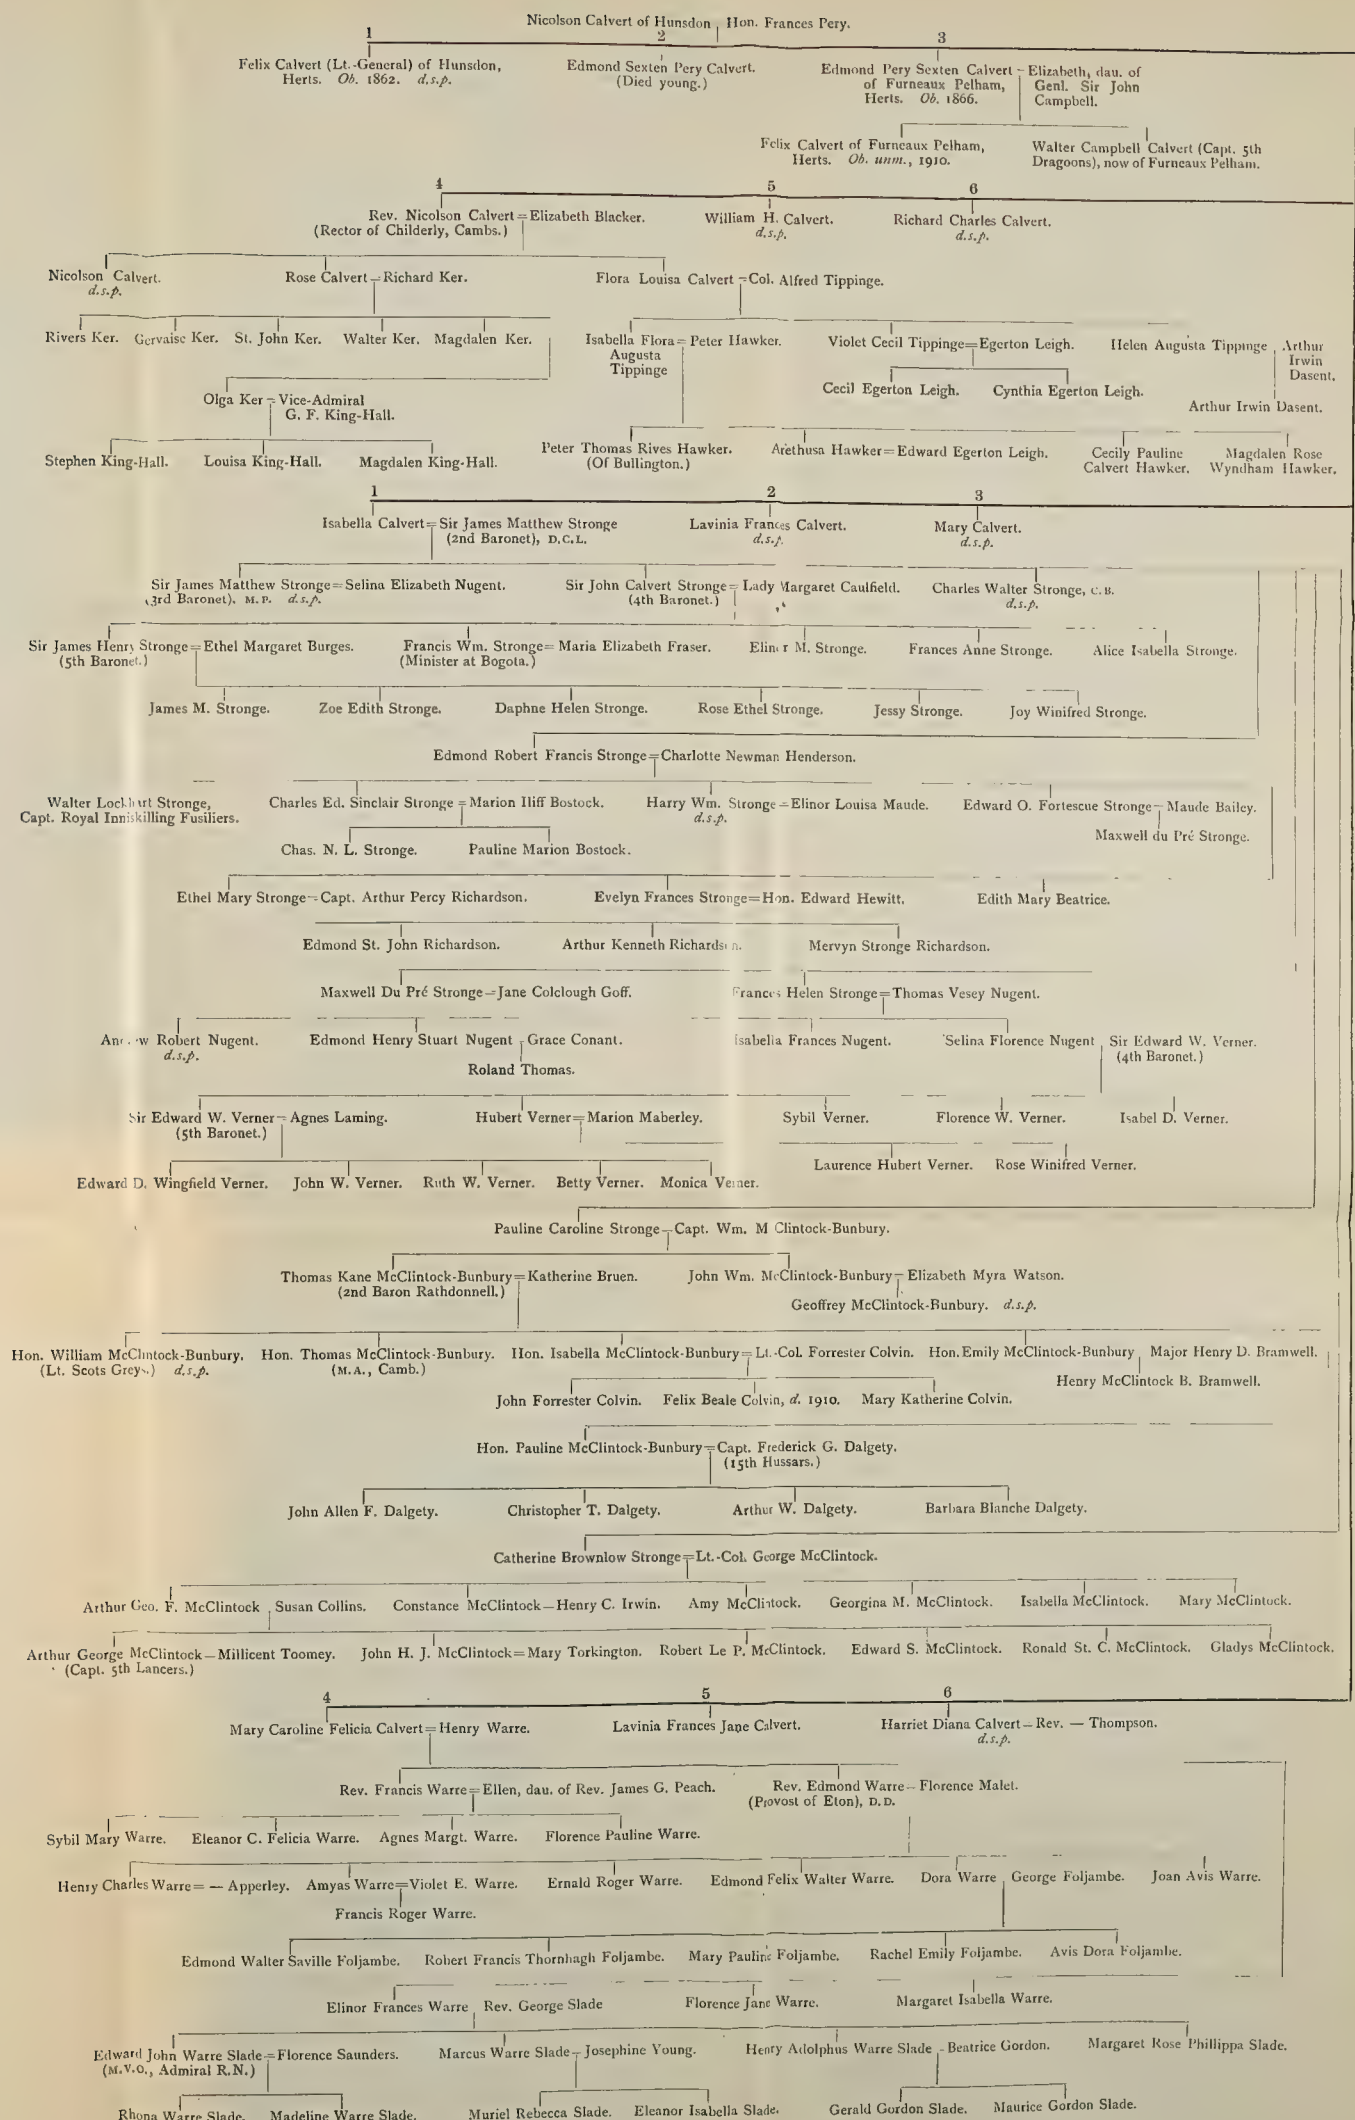 Nicolson Calvert of Hunsdon Hon. Frances Pery.
1 2 3
Felix Calvert (Lt.-General) of Hunsdon, Edmond Sexten Pery Calvert. Edmond Pery Sexten Calvert = Elizabeth, dau. of
Herts. Ob. 1862. d.s.p. (Died young.) of Furneaux Pelham, Genl. Sir John
Herts. Ob. 1866. Campbell.
Felix Calvert of Furneaux Pelham, Walter Campbell Calvert (Capt. 5th
Herts. Ob. unm., 1910. Dragoons), now of Furneaux Pelham.
4 5 6
Rev. Nicolson Calvert = Elizabeth Blacker. William H. Calvert. Richard Charles Calvert.
(Rector of Childerly, Cambs.) d.s.p. d.s.p.
Nicolson Calvert. Rose Calvert = Richard Ker. Flora Louisa Calvert = Col. Alfred Tippinge.
d.s.p.
Rivers Ker. Gervaise Ker. St. John Ker. Walter Ker. Magdalen Ker. Isabella Flora = Peter Hawker. Violet Cecil Tippinge = Egerton Leigh. Helen Augusta Tippinge Arthur
Augusta Irwin
Tippinge Dasent.
Cecil Egerton Leigh. Cynthia Egerton Leigh.
Olga Ker = Vice-Admiral Arthur Irwin Dasent.
G. F. King-Hall.
Stephen King-Hall. Louisa King-Hall. Magdalen King-Hall. Peter Thomas Rives Hawker. Arethusa Hawker = Edward Egerton Leigh. Cecily Pauline Magdalen Rose
(Of Bullington.) Calvert Hawker. Wyndham Hawker.
1 2 3
Isabella Calvert = Sir James Matthew Stronge Lavinia Frances Calvert. Mary Calvert.
(2nd Baronet), D.C.L. d.s.p. d.s.p.
Sir James Matthew Stronge = Selina Elizabeth Nugent. Sir John Calvert Stronge = Lady Margaret Caulfield. Charles Walter Stronge, C.B.
(3rd Baronet). M.P. d.s.p. (4th Baronet.) d.s.p.
Sir James Henry Stronge = Ethel Margaret Burges. Francis Wm. Stronge = Maria Elizabeth Fraser. Elinor M. Stronge. Frances Anne Stronge. Alice Isabella Stronge.
(5th Baronet.) (Minister at Bogota.)
James M. Stronge. Zoe Edith Stronge. Daphne Helen Stronge. Rose Ethel Stronge. Jessy Stronge. Joy Winifred Stronge.
Edmond Robert Francis Stronge = Charlotte Newman Henderson.
Walter Lockhart Stronge, Charles Ed. Sinclair Stronge = Marion Iliff Bostock. Harry Wm. Stronge = Elinor Louisa Maude. Edward O. Fortescue Stronge = Maude Bailey.
Capt. Royal Inniskilling Fusiliers. d.s.p.
Maxwell du Pré Stronge.
Chas. N. L. Stronge. Pauline Marion Bostock.
Ethel Mary Stronge = Capt. Arthur Percy Richardson. Evelyn Frances Stronge = Hon. Edward Hewitt. Edith Mary Beatrice.
Edmond St. John Richardson. Arthur Kenneth Richardson. Mervyn Stronge Richardson.
Maxwell Du Pré Stronge = Jane Colclough Goff. Frances Helen Stronge = Thomas Vesey Nugent.
Andrew Robert Nugent. Edmond Henry Stuart Nugent Grace Conant. Isabella Frances Nugent. Selina Florence Nugent Sir Edward W. Verner.
d.s.p. (4th Baronet.)
Roland Thomas.
Sir Edward W. Verner = Agnes Laming. Hubert Verner = Marion Maberley. Sybil Verner. Florence W. Verner. Isabel D. Verner.
(5th Baronet.)
Laurence Hubert Verner. Rose Winifred Verner.
Edward D. Wingfield Verner. John W. Verner. Ruth W. Verner. Betty Verner. Monica Verner.
Pauline Caroline Stronge = Capt. Wm. M Clintock-Bunbury.
Thomas Kane McClintock-Bunbury = Katherine Bruen. John Wm. McClintock-Bunbury = Elizabeth Myra Watson.
(2nd Baron Rathdonnell.)
Geoffrey McClintock-Bunbury. d.s.p.
Hon. William McClintock-Bunbury. Hon. Thomas McClintock-Bunbury. Hon. Isabella McClintock-Bunbury = Lt.-Col. Forrester Colvin. Hon. Emily McClintock-Bunbury Major Henry D. Bramwell.
(Lt. Scots Greys.) d.s.p. (M.A., Camb.)
Henry McClintock B. Bramwell.
John Forrester Colvin. Felix Beale Colvin, d. 1910. Mary Katherine Colvin.
Hon. Pauline McClintock-Bunbury = Capt. Frederick G. Dalgety.
(15th Hussars.)
John Allen F. Dalgety. Christopher T. Dalgety. Arthur W. Dalgety. Barbara Blanche Dalgety.
Catherine Brownlow Stronge = Lt.-Col. George McClintock.
Arthur Geo. F. McClintock Susan Collins. Constance McClintock — Henry C. Irwin. Amy McClintock. Georgina M. McClintock. Isabella McClintock. Mary McClintock.
Arthur George McClintock — Millicent Toomey. John H. J. McClintock = Mary Torkington. Robert Le P. McClintock. Edward S. McClintock. Ronald St. C. McClintock. Gladys McClintock.
(Capt. 5th Lancers.)
4 5 6
Mary Caroline Felicia Calvert = Henry Warre. Lavinia Frances Jane Calvert. Harriet Diana Calvert — Rev. — Thompson.
d.s.p.
Rev. Francis Warre = Ellen, dau. of Rev. James G. Peach. Rev. Edmond Warre — Florence Malet.
(Provost of Eton), D.D.
Sybil Mary Warre. Eleanor C. Felicia Warre. Agnes Margt. Warre. Florence Pauline Warre.
Henry Charles Warre = — Apperley. Amyas Warre = Violet E. Warre. Ernald Roger Warre. Edmond Felix Walter Warre. Dora Warre George Foljambe. Joan Avis Warre.
Francis Roger Warre.
Edmond Walter Saville Foljambe. Robert Francis Thornhagh Foljambe. Mary Pauline Foljambe. Rachel Emily Foljambe. Avis Dora Foljambe.
Elinor Frances Warre Rev. George Slade Florence Jane Warre. Margaret Isabella Warre.
Edward John Warre Slade = Florence Saunders. Marcus Warre Slade = Josephine Young. Henry Adolphus Warre Slade - Beatrice Gordon. Margaret Rose Phillippa Slade.
(M.V.O., Admiral R.N.)
Rhona Warre Slade. Madeline Warre Slade. Muriel Rebecca Slade. Eleanor Isabella Slade. Gerald Gordon Slade. Maurice Gordon Slade.